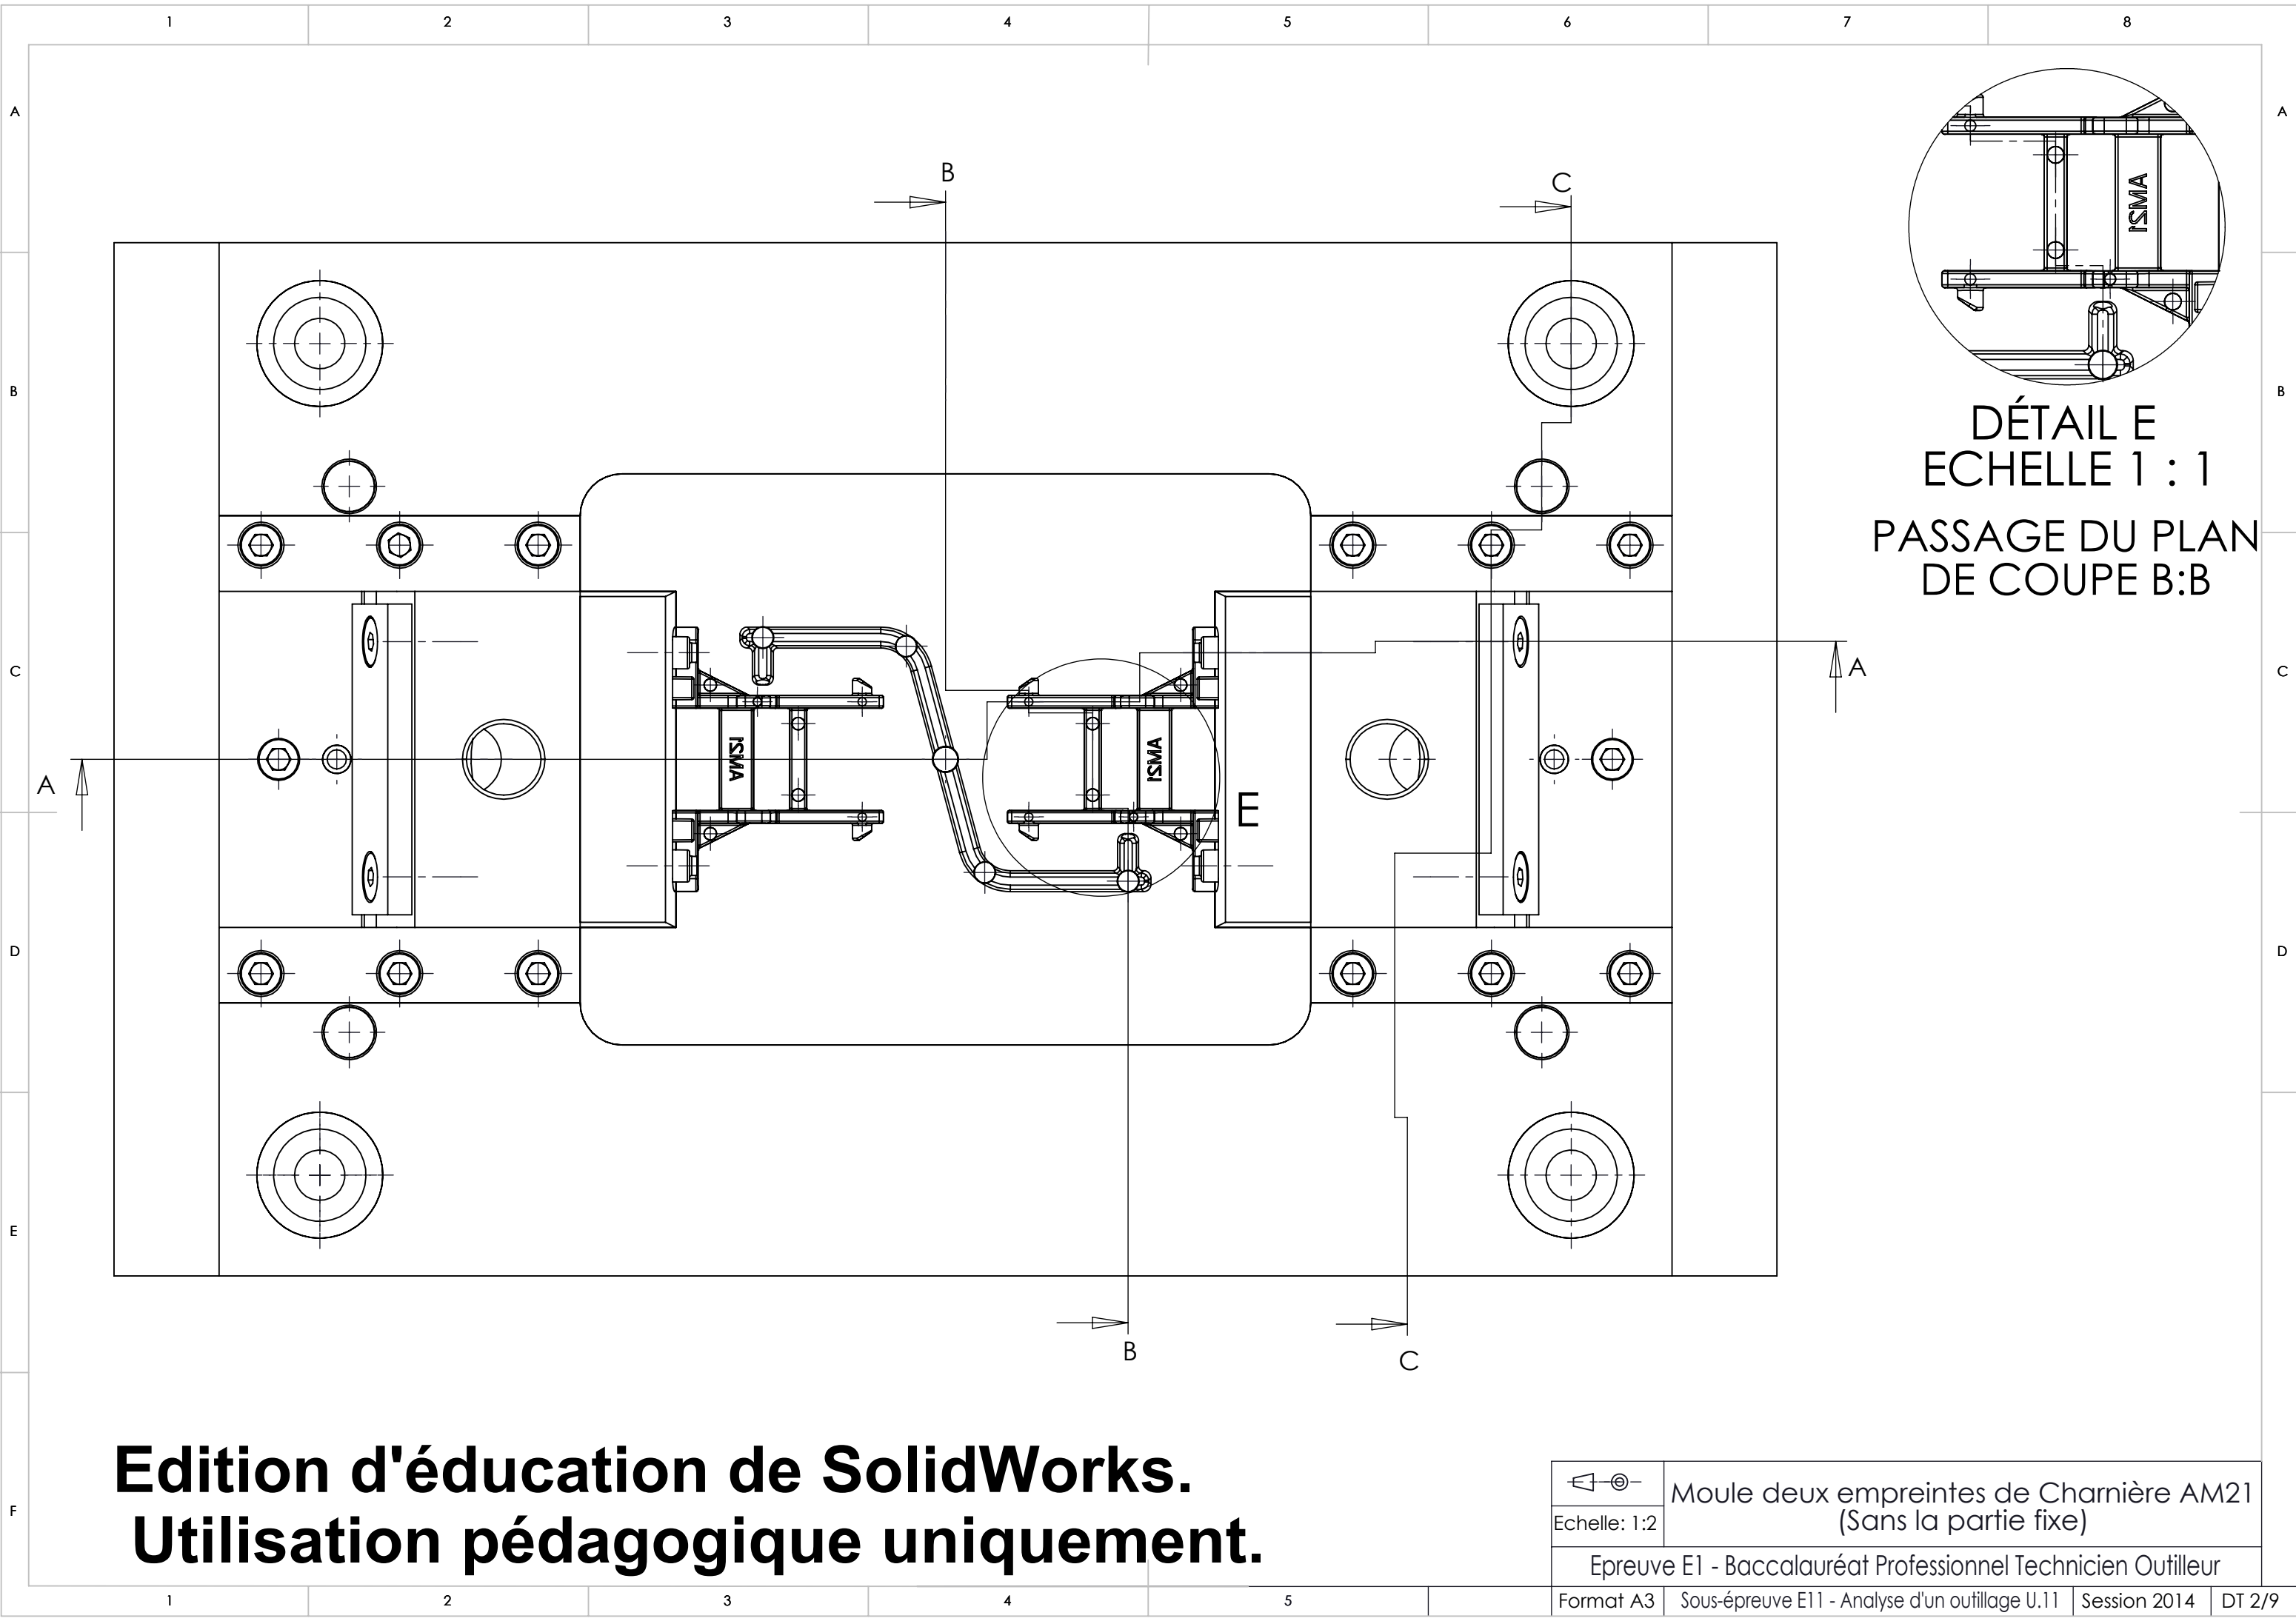 1 2 3 4 5 6 7 8
A A
B C
B B
DÉTAIL E
ECHELLE 1 : 1
PASSAGE DU PLAN
DE COUPE B:B
AM21
C C
A
A
AM21 AM21
E
D D
B
C
E
F
Edition d'éducation de SolidWorks.
Utilisation pédagogique uniquement.
Moule deux empreintes de Charnière AM21
(Sans la partie fixe)
Echelle: 1:2
Epreuve E1 - Baccalauréat Professionnel Technicien Outilleur
Format A3 Sous-épreuve E11 - Analyse d'un outillage U.11 Session 2014 DT 2/9
1 2 3 4 5